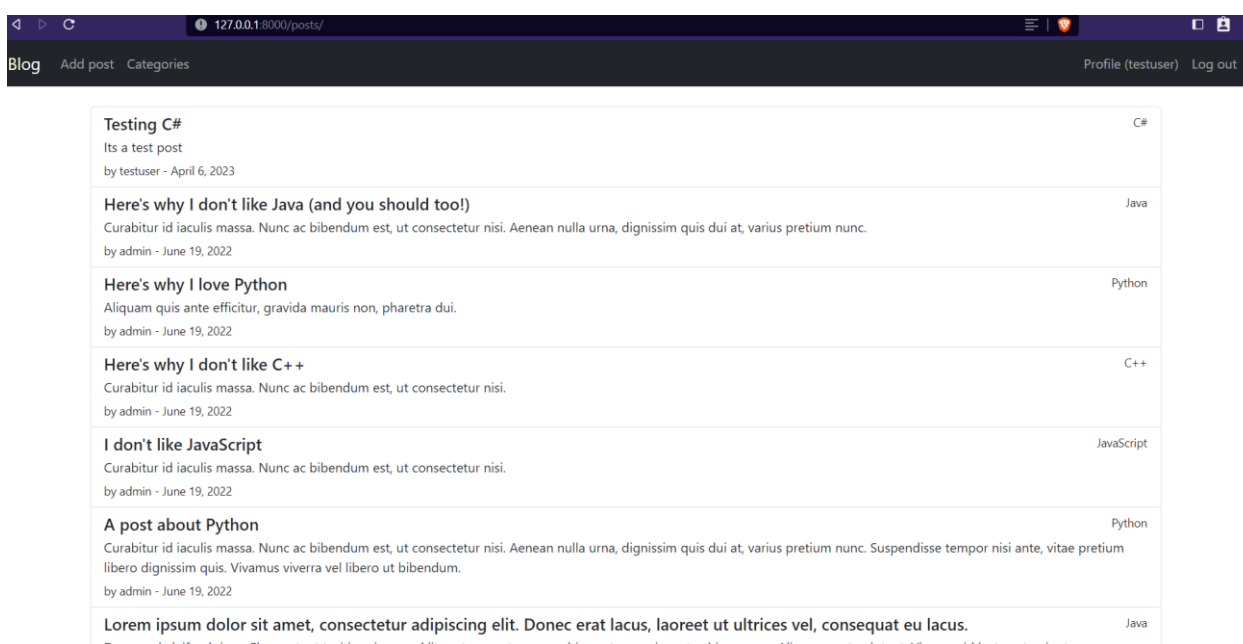 127.0.0.1:8000/posts/
Blog Add post Categories Profile (testuser) Log out
Testing C# C#
Its a test post
by testuser - April 6, 2023
Here's why I don't like Java (and you should too!) Java
Curabitur id iaculis massa. Nunc ac bibendum est, ut consectetur nisi. Aenean nulla urna, dignissim quis dui at, varius pretium nunc.
by admin - June 19, 2022
Here's why I love Python Python
Aliquam quis ante efficitur, gravida mauris non, pharetra dui.
by admin - June 19, 2022
Here's why I don't like C++ C++
Curabitur id iaculis massa. Nunc ac bibendum est, ut consectetur nisi.
by admin - June 19, 2022
I don't like JavaScript JavaScript
Curabitur id iaculis massa. Nunc ac bibendum est, ut consectetur nisi.
by admin - June 19, 2022
A post about Python Python
Curabitur id iaculis massa. Nunc ac bibendum est, ut consectetur nisi. Aenean nulla urna, dignissim quis dui at, varius pretium nunc. Suspendisse tempor nisi ante, vitae pretium
libero dignissim quis. Vivamus viverra vel libero ut bibendum.
by admin - June 19, 2022
Lorem ipsum dolor sit amet, consectetur adipiscing elit. Donec erat lacus, laoreet ut ultrices vel, consequat eu lacus. Java